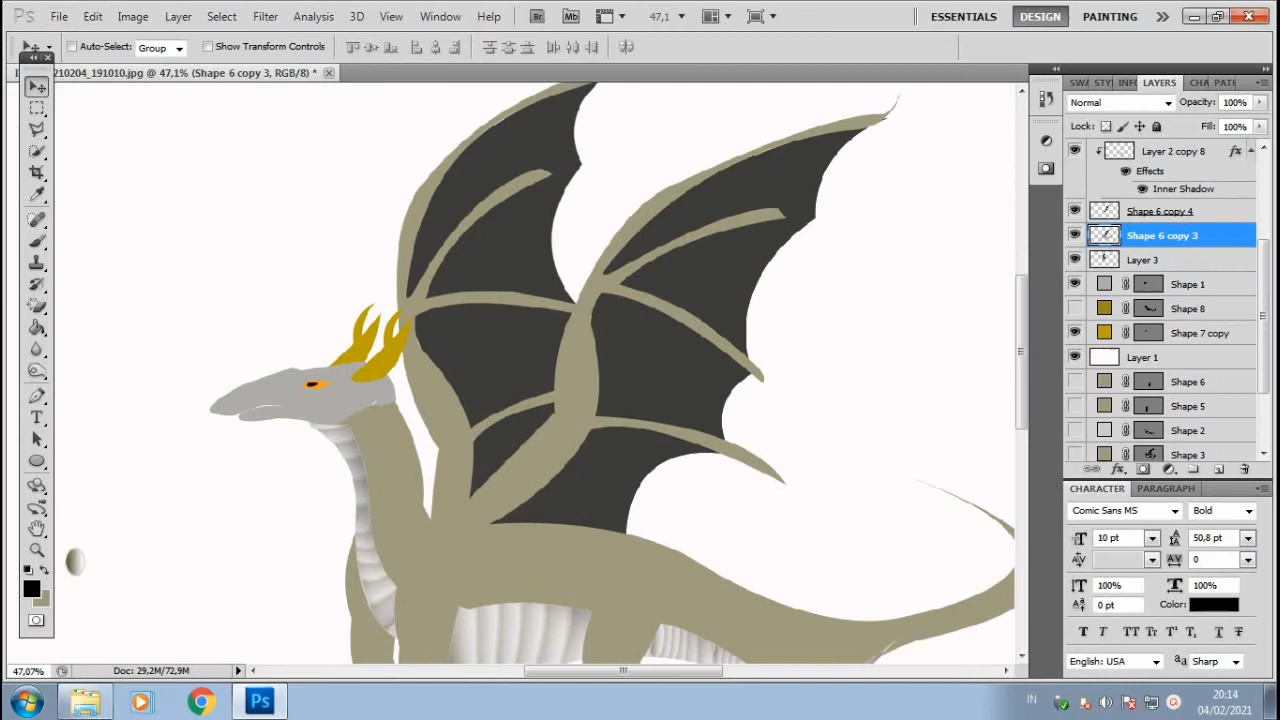 Ps File Edit Image Layer Select Filter Analysis 3D View Window Help Br Mb 47,1 ESSENTIALS DESIGN PAINTING
Auto-Select: Group Show Transform Controls
210204_191010.jpg @ 47,1% (Shape 6 copy 3, RGB/8) *
LAYERS
Normal Opacity: 100%
Lock: Fill: 100%
Layer 2 copy 8 fx
Effects
Inner Shadow
Shape 6 copy 4
Shape 6 copy 3
Layer 3
Shape 1
Shape 8
Shape 7 copy
Layer 1
Shape 6
Shape 5
Shape 2
Shape 3
CHARACTER PARAGRAPH
Comic Sans MS Bold
10 pt 50,8 pt
0
100% 100%
0 pt Color:
English: USA aa Sharp
47,07% Doc: 29,2M/72,9M
IN 20:14
04/02/2021